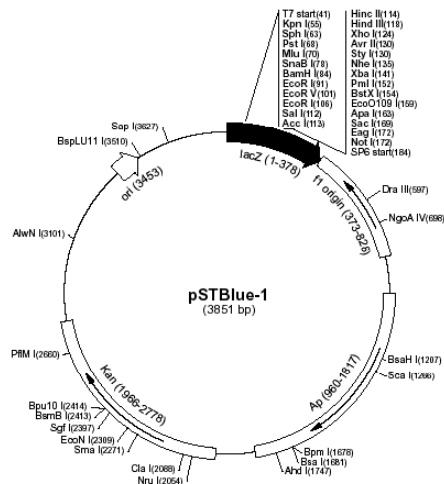 T7 start(41)
Kpn I(55)
Sph I(63)
Pst I(68)
Mlu I(70)
SnaB I(78)
BamH I(84)
EcoR I(91)
EcoR V(101)
EcoR I(106)
Sal I(112)
Acc I(113)
Hinc II(114)
Hind III(118)
Xho I(124)
Avr II(130)
Sty I(130)
Nhe I(135)
Xba I(141)
Pml I(152)
BstX I(154)
EcoO109 I(159)
Apa I(163)
Sac I(169)
Eag I(172)
Not I(172)
SP6 start(184)
Sap I(3627)
BspLU11 I(3510)
lacZ (1-378)
ori (3453)
f1 origin (373-828)
Dra III(597)
NgoA IV(698)
AlwN I(3101)
pSTBlue-1
(3851 bp)
PflM I(2660)
BsaH I(1207)
Sca I(1266)
Kan (1966-2778)
Ap (960-1817)
Bpu10 I(2414)
BsmB I(2413)
Sgf I(2397)
EcoN I(2309)
Sma I(2271)
Cla I(2088)
Nru I(2054)
Bpm I(1678)
Bsa I(1681)
Ahd I(1747)